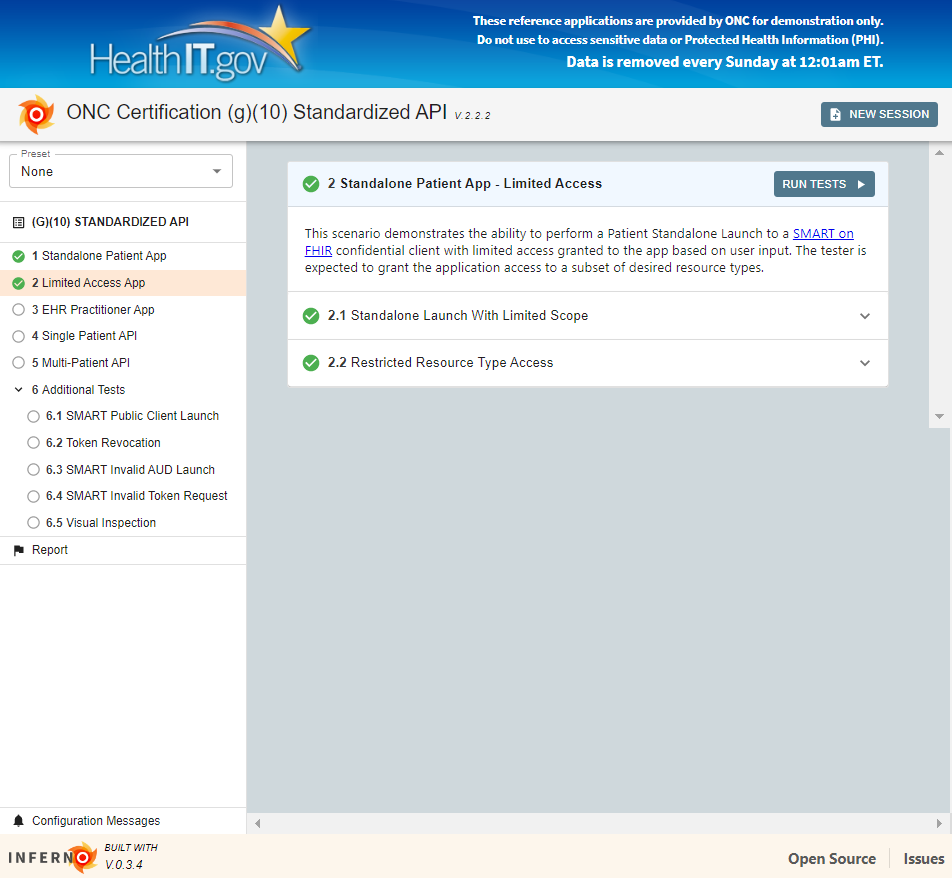 These reference applications are provided by ONC for demonstration only.
Do not use to access sensitive data or Protected Health Information (PHI).
Data is removed every Sunday at 12:01am ET.
HealthIT.gov
ONC Certification (g)(10) Standardized API V.2.2.2
NEW SESSION
Preset
None
(G)(10) STANDARDIZED API
1 Standalone Patient App
2 Limited Access App
3 EHR Practitioner App
4 Single Patient API
5 Multi-Patient API
6 Additional Tests
6.1 SMART Public Client Launch
6.2 Token Revocation
6.3 SMART Invalid AUD Launch
6.4 SMART Invalid Token Request
6.5 Visual Inspection
Report
2 Standalone Patient App - Limited Access
RUN TESTS
This scenario demonstrates the ability to perform a Patient Standalone Launch to a SMART on
FHIR confidential client with limited access granted to the app based on user input. The tester is
expected to grant the application access to a subset of desired resource types.
2.1 Standalone Launch With Limited Scope
2.2 Restricted Resource Type Access
Configuration Messages
INFERNO
BUILT WITH
V.0.3.4
Open Source
Issues